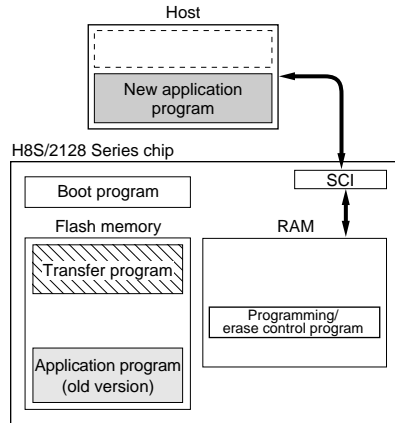 Host
New application
program
H8S/2128 Series chip
SCI
Boot program
Flash memory
RAM
Transfer program
Programming/
erase control program
Application program
(old version)